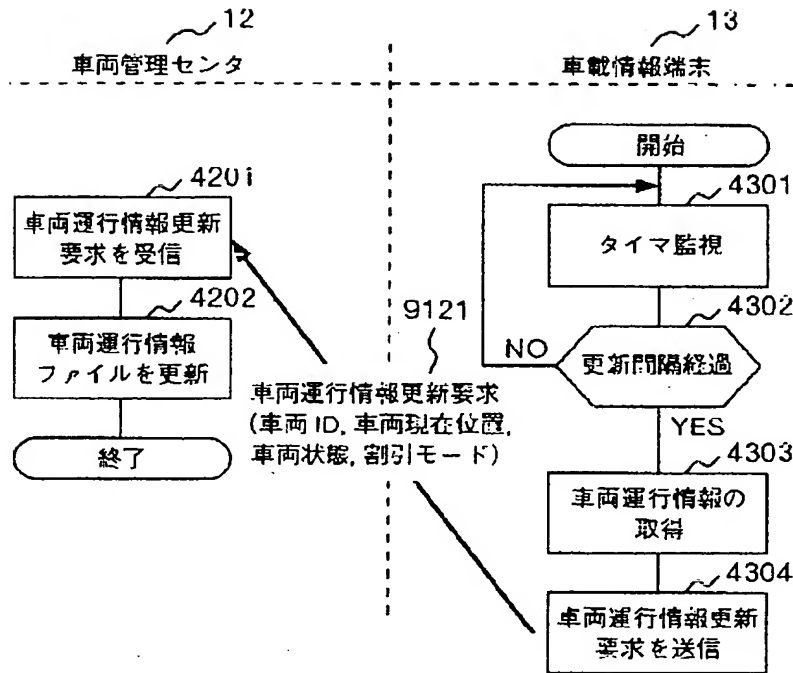 12
車両管理センタ
4201
車両運行情報更新
要求を受信
4202
車両運行情報
ファイルを更新
終了
13
車載情報端末
開始
4301
タイマ監視
4302
更新間隔経過
NO
YES
4303
車両運行情報の
取得
4304
車両運行情報更新
要求を送信
9121
車両運行情報更新要求
(車両ID, 車両現在位置,
車両状態, 割引モード)